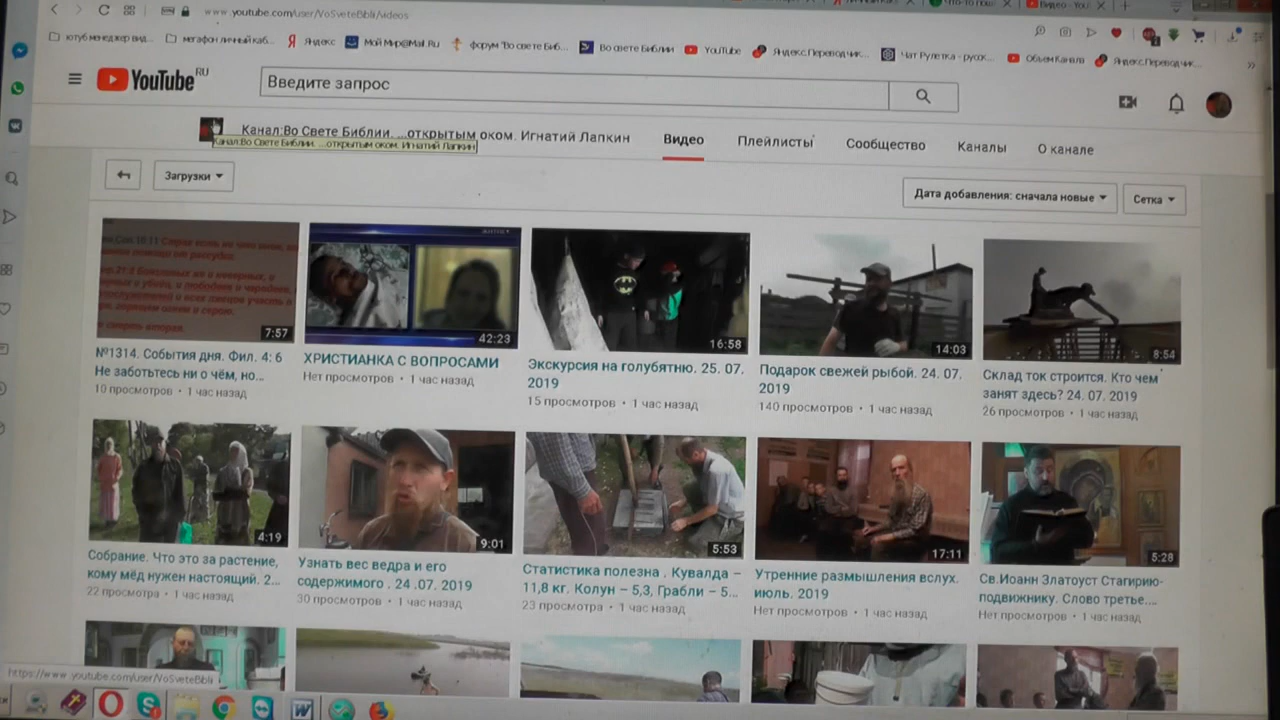 www.youtube.com/user/VoSveteBibli/videos
ютуб менеджер вид...
мегафон личный каб...
Яндекс
Мой Мир@Mail.Ru
форум "Во свете Биб...
Во свете Библии
YouTube
Яндекс.Переводчик...
Чат Рулетка - русск...
Объем Канала
Яндекс.Переводчик...
YouTube RU
Введите запрос
Канал:Во Свете Библии. ...открытым оком. Игнатий Лапкин
Видео
Плейлисты
Сообщество
Каналы
О канале
Канал:Во Свете Библии. ...открытым оком. Игнатий Лапкин
Загрузки
Дата добавления: сначала новые
Сетка
7:57
42:23
16:58
14:03
8:54
№1314. События дня. Фил. 4: 6
Не заботьтесь ни о чём, но...
10 просмотров • 1 час назад
ХРИСТИАНКА С ВОПРОСАМИ
Нет просмотров • 1 час назад
Экскурсия на голубятню. 25. 07.
2019
15 просмотров • 1 час назад
Подарок свежей рыбой. 24. 07.
2019
140 просмотров • 1 час назад
Склад ток строится. Кто чем
занят здесь? 24. 07. 2019
26 просмотров • 1 час назад
4:19
9:01
5:53
17:11
5:28
Собрание. Что это за растение,
кому мёд нужен настоящий. 2...
22 просмотра • 1 час назад
Узнать вес ведра и его
содержимого . 24 .07. 2019
30 просмотров • 1 час назад
Статистика полезна . Кувалда –
11,8 кг. Колун – 5,3, Грабли – 5...
23 просмотра • 1 час назад
Утренние размышления вслух.
июль. 2019
Нет просмотров • 1 час назад
Св.Иоанн Златоуст Стагирию-
подвижнику. Слово третье....
Нет просмотров • 1 час назад
https://www.youtube.com/user/VoSveteBibli